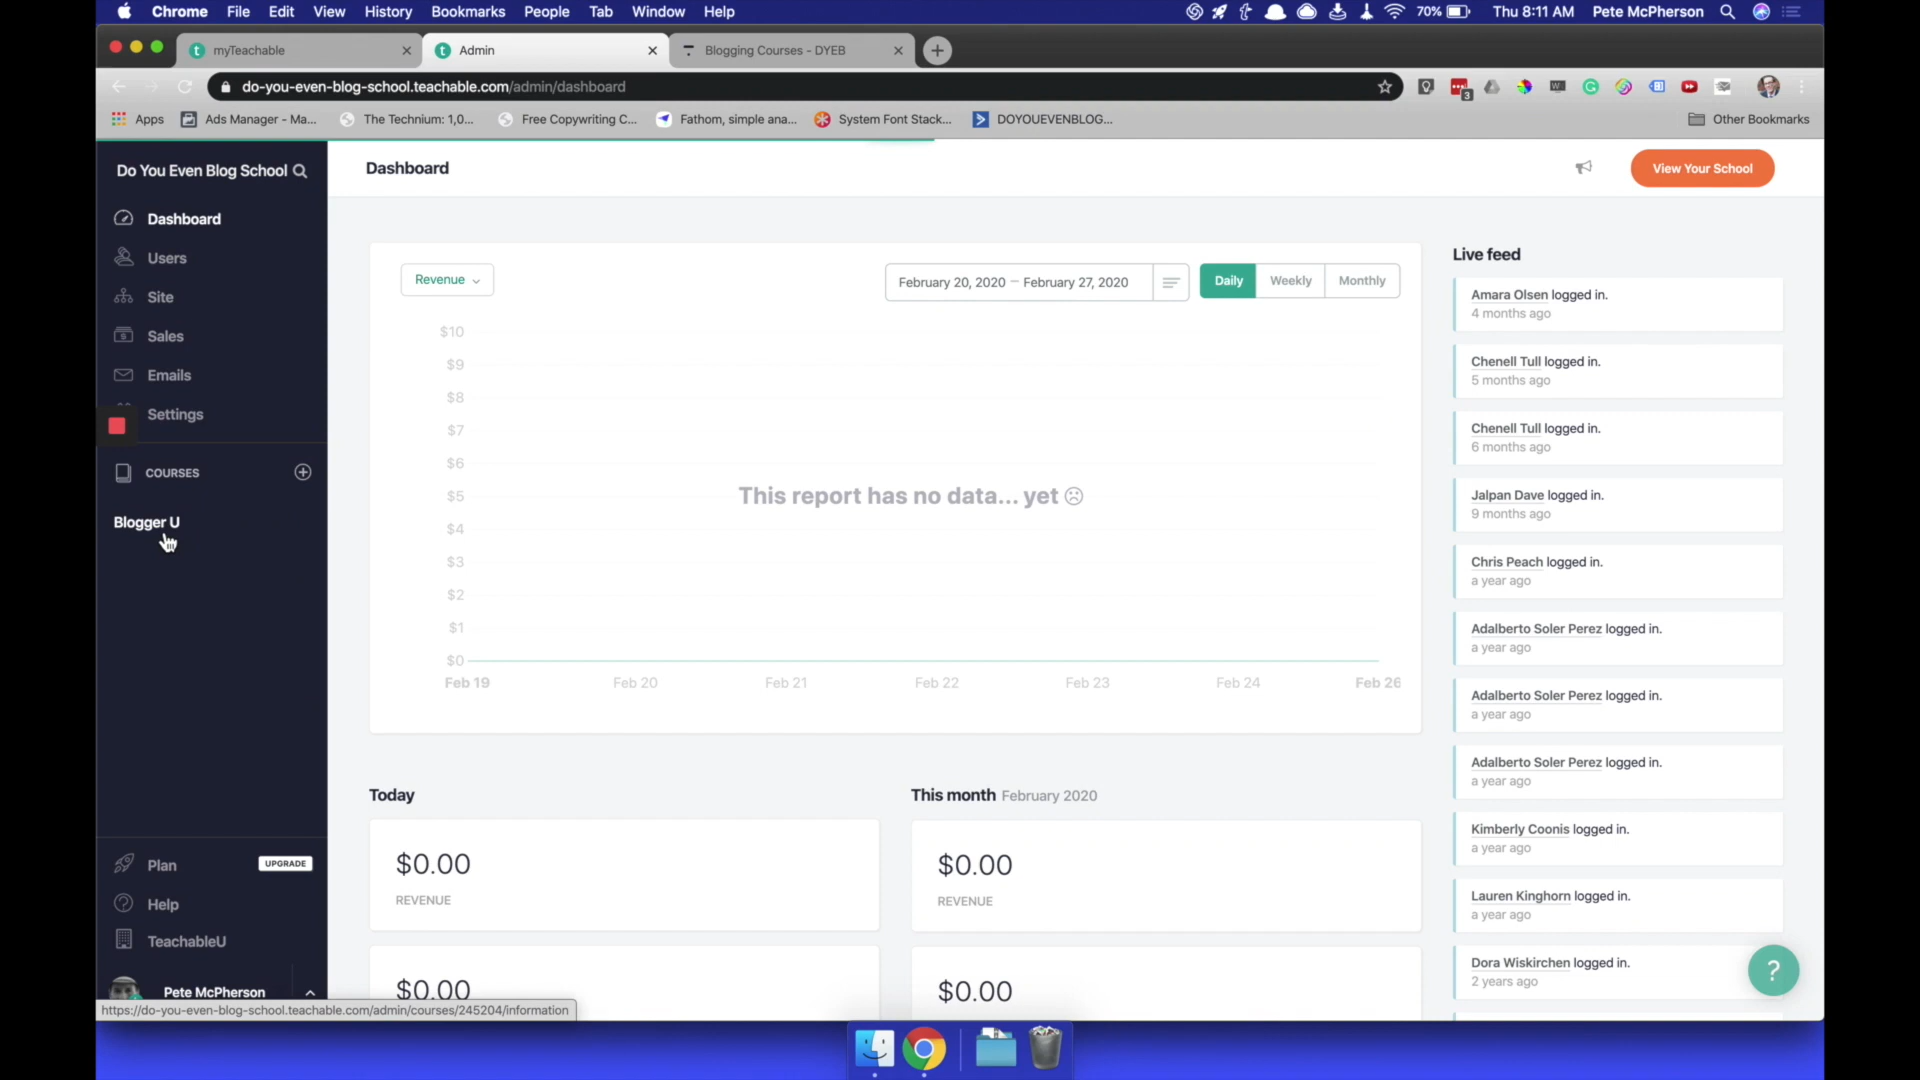 Chrome File Edit View History Bookmarks People Tab Window Help 70% Thu 8:11 AM Pete McPherson
myTeachable Admin Blogging Courses - DYEB
do-you-even-blog-school.teachable.com/admin/dashboard 3
Apps Ads Manager - Ma... The Technium: 1,0... Free Copywriting C... Fathom, simple ana... System Font Stack... DOYOUEVENBLOG... Other Bookmarks
Do You Even Blog School
Dashboard
Users
Site
Sales
Emails
Settings
COURSES
Blogger U
Plan UPGRADE
Help
TeachableU
Pete McPherson
https://do-you-even-blog-school.teachable.com/admin/courses/245204/information
Dashboard
View Your School
Revenue
February 20, 2020 – February 27, 2020
Daily Weekly Monthly
$10
$9
$8
$7
$6
$5
$4
$3
$2
$1
$0
This report has no data... yet
Feb 19 Feb 20 Feb 21 Feb 22 Feb 23 Feb 24 Feb 26
Today
$0.00
REVENUE
$0.00
This month February 2020
$0.00
REVENUE
$0.00
Live feed
Amara Olsen logged in.
4 months ago
Chenell Tull logged in.
5 months ago
Chenell Tull logged in.
6 months ago
Jalpan Dave logged in.
9 months ago
Chris Peach logged in.
a year ago
Adalberto Soler Perez logged in.
a year ago
Adalberto Soler Perez logged in.
a year ago
Adalberto Soler Perez logged in.
a year ago
Kimberly Coonis logged in.
a year ago
Lauren Kinghorn logged in.
a year ago
Dora Wiskirchen logged in.
2 years ago
?